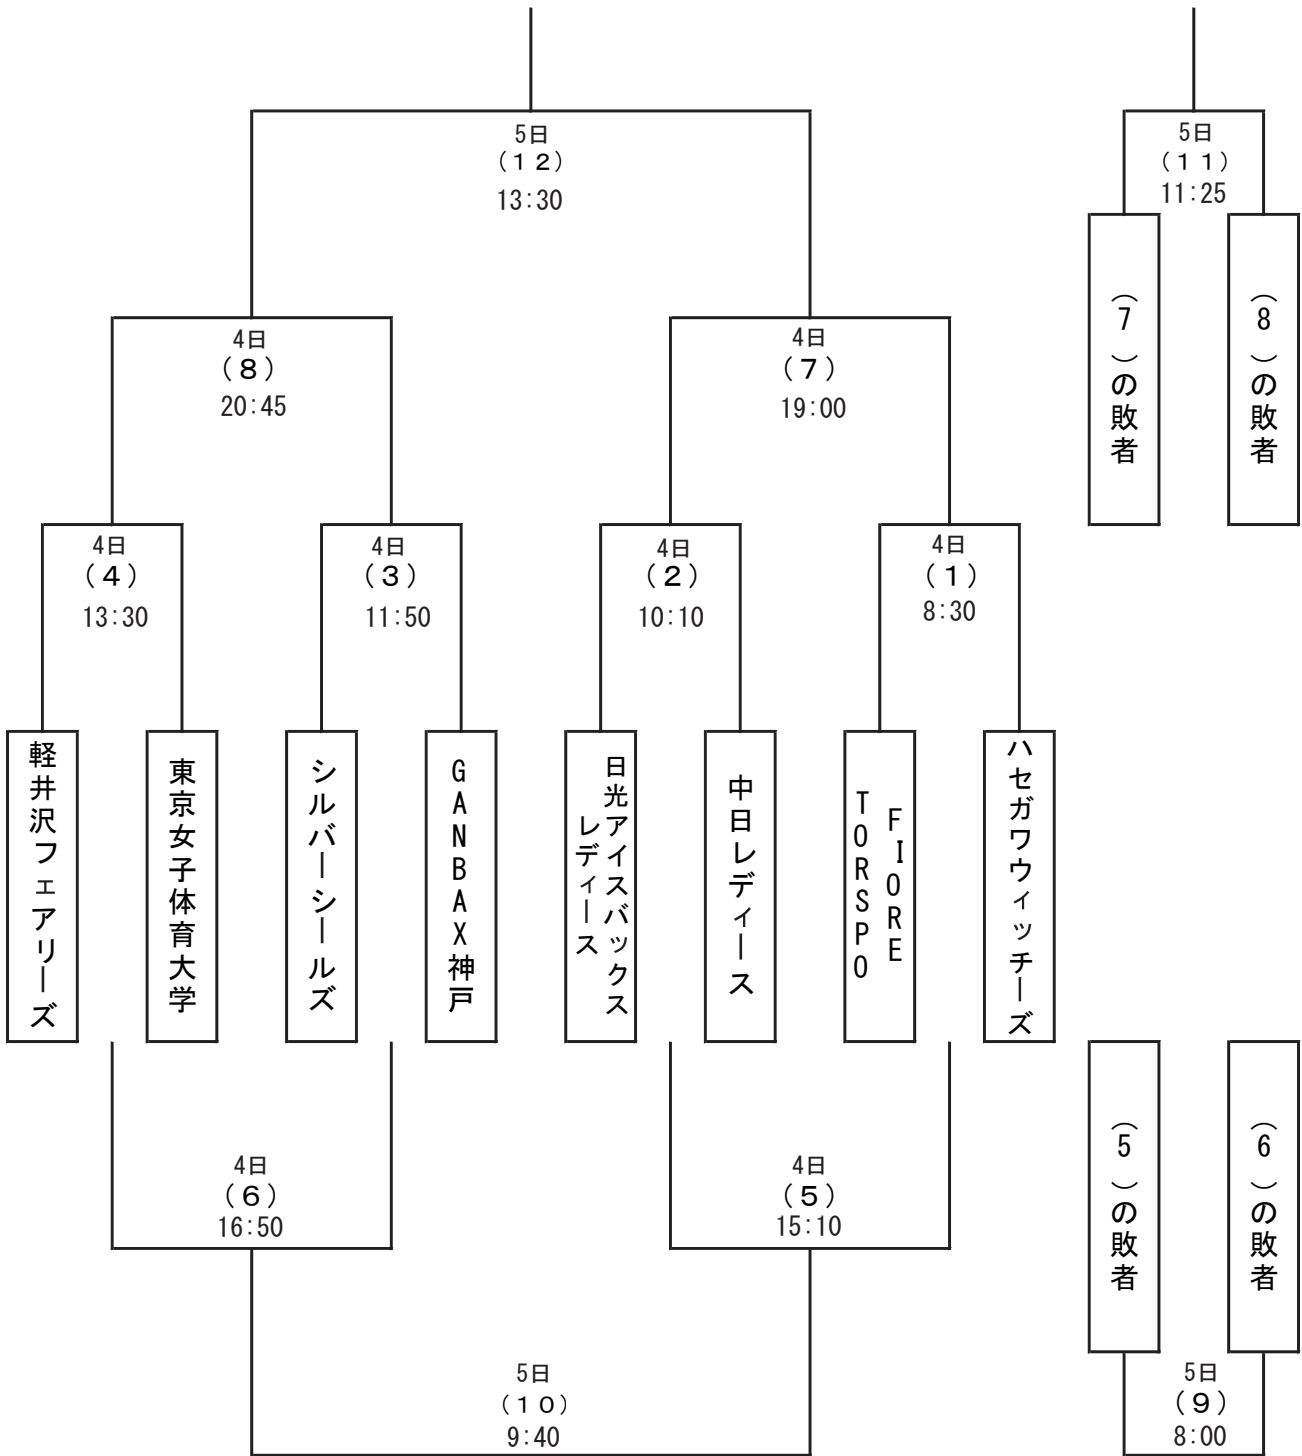 5日
（１２）
13:30
5日
（１１）
11:25
（7）の敗者
（8）の敗者
4日
（８）
20:45
4日
（７）
19:00
4日
（４）
13:30
4日
（３）
11:50
4日
（２）
10:10
4日
（１）
8:30
軽井沢フェアリーズ
東京女子体育大学
シルバーシールズ
GANBAX神戸
日光アイスバックス
レディース
中日レディース
FIORE
TORSPO
ハセガワウィッチーズ
（5）の敗者
（6）の敗者
4日
（６）
16:50
4日
（５）
15:10
5日
（１０）
9:40
5日
（９）
8:00